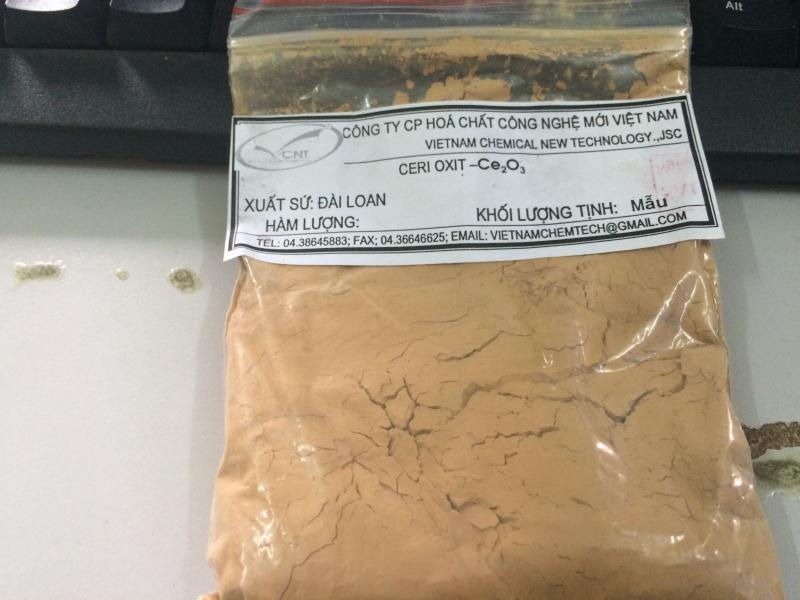 Alt
CNT
CÔNG TY CP HOÁ CHẤT CÔNG NGHỆ MỚI VIỆT NAM
VIETNAM CHEMICAL NEW TECHNOLOGY.,JSC
CERI OXIT –Ce₂O₃
XUẤT SỨ: ĐÀI LOAN
HÀM LƯỢNG: KHỐI LƯỢNG TỊNH: Mẫu
TEL: 04.38645883; FAX; 04.36646625; EMAIL: VIETNAMCHEMTECH@GMAIL.COM